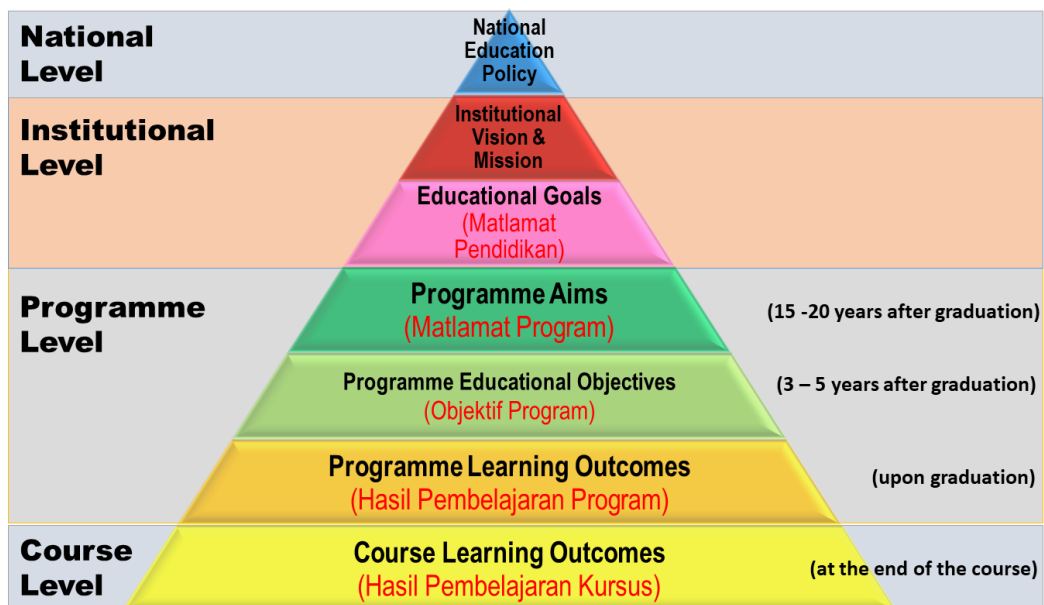 National
Level
National
Education
Policy
Institutional
Level
Institutional
Vision &
Mission
Educational Goals
(Matlamat
Pendidikan)
Programme
Level
Programme Aims
(Matlamat Program)
(15 -20 years after graduation)
Programme Educational Objectives
(Objektif Program)
(3 – 5 years after graduation)
Programme Learning Outcomes
(Hasil Pembelajaran Program)
(upon graduation)
Course
Level
Course Learning Outcomes
(Hasil Pembelajaran Kursus)
(at the end of the course)